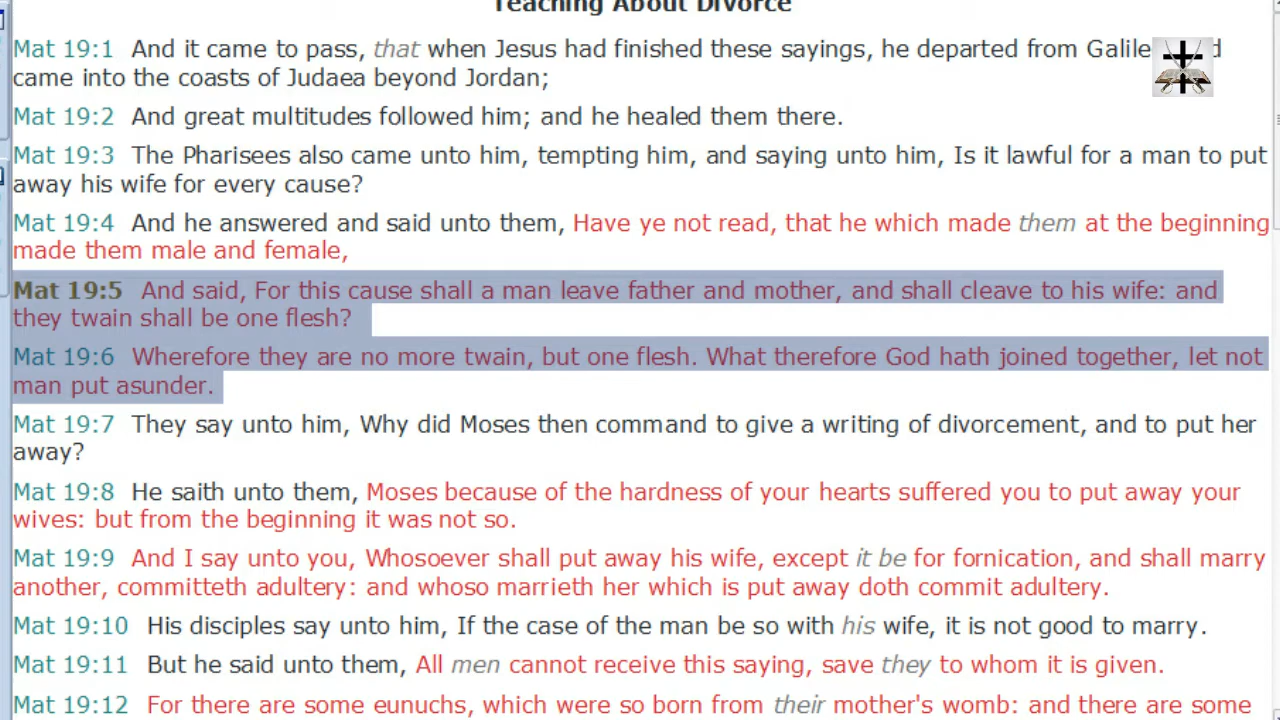 Teaching About Divorce
Mat 19:1 And it came to pass, that when Jesus had finished these sayings, he departed from
came into the coasts of Judaea beyond Jordan;
Mat 19:2 And great multitudes followed him; and he healed them there.
Mat 19:3 The Pharisees also came unto him, tempting him, and saying unto him, Is it lawful for a man to put
away his wife for every cause?
Mat 19:4 And he answered and said unto them, Have ye not read, that he which made them at the beginning
made them male and female,
Mat 19:5 And said, For this cause shall a man leave father and mother, and shall cleave to his wife: and
they twain shall be one flesh?
Mat 19:6 Wherefore they are no more twain, but one flesh. What therefore God hath joined together, let not
man put asunder.
Mat 19:7 They say unto him, Why did Moses then command to give a writing of divorcement, and to put her
away?
Mat 19:8 He saith unto them, Moses because of the hardness of your hearts suffered you to put away your
wives: but from the beginning it was not so.
Mat 19:9 And I say unto you, Whosoever shall put away his wife, except it be for fornication, and shall marry
another, committeth adultery: and whoso marrieth her which is put away doth commit adultery.
Mat 19:10 His disciples say unto him, If the case of the man be so with his wife, it is not good to marry.
Mat 19:11 But he said unto them, All men cannot receive this saying, save they to whom it is given.
Mat 19:12 For there are some eunuchs, which were so born from their mother's womb: and there are some